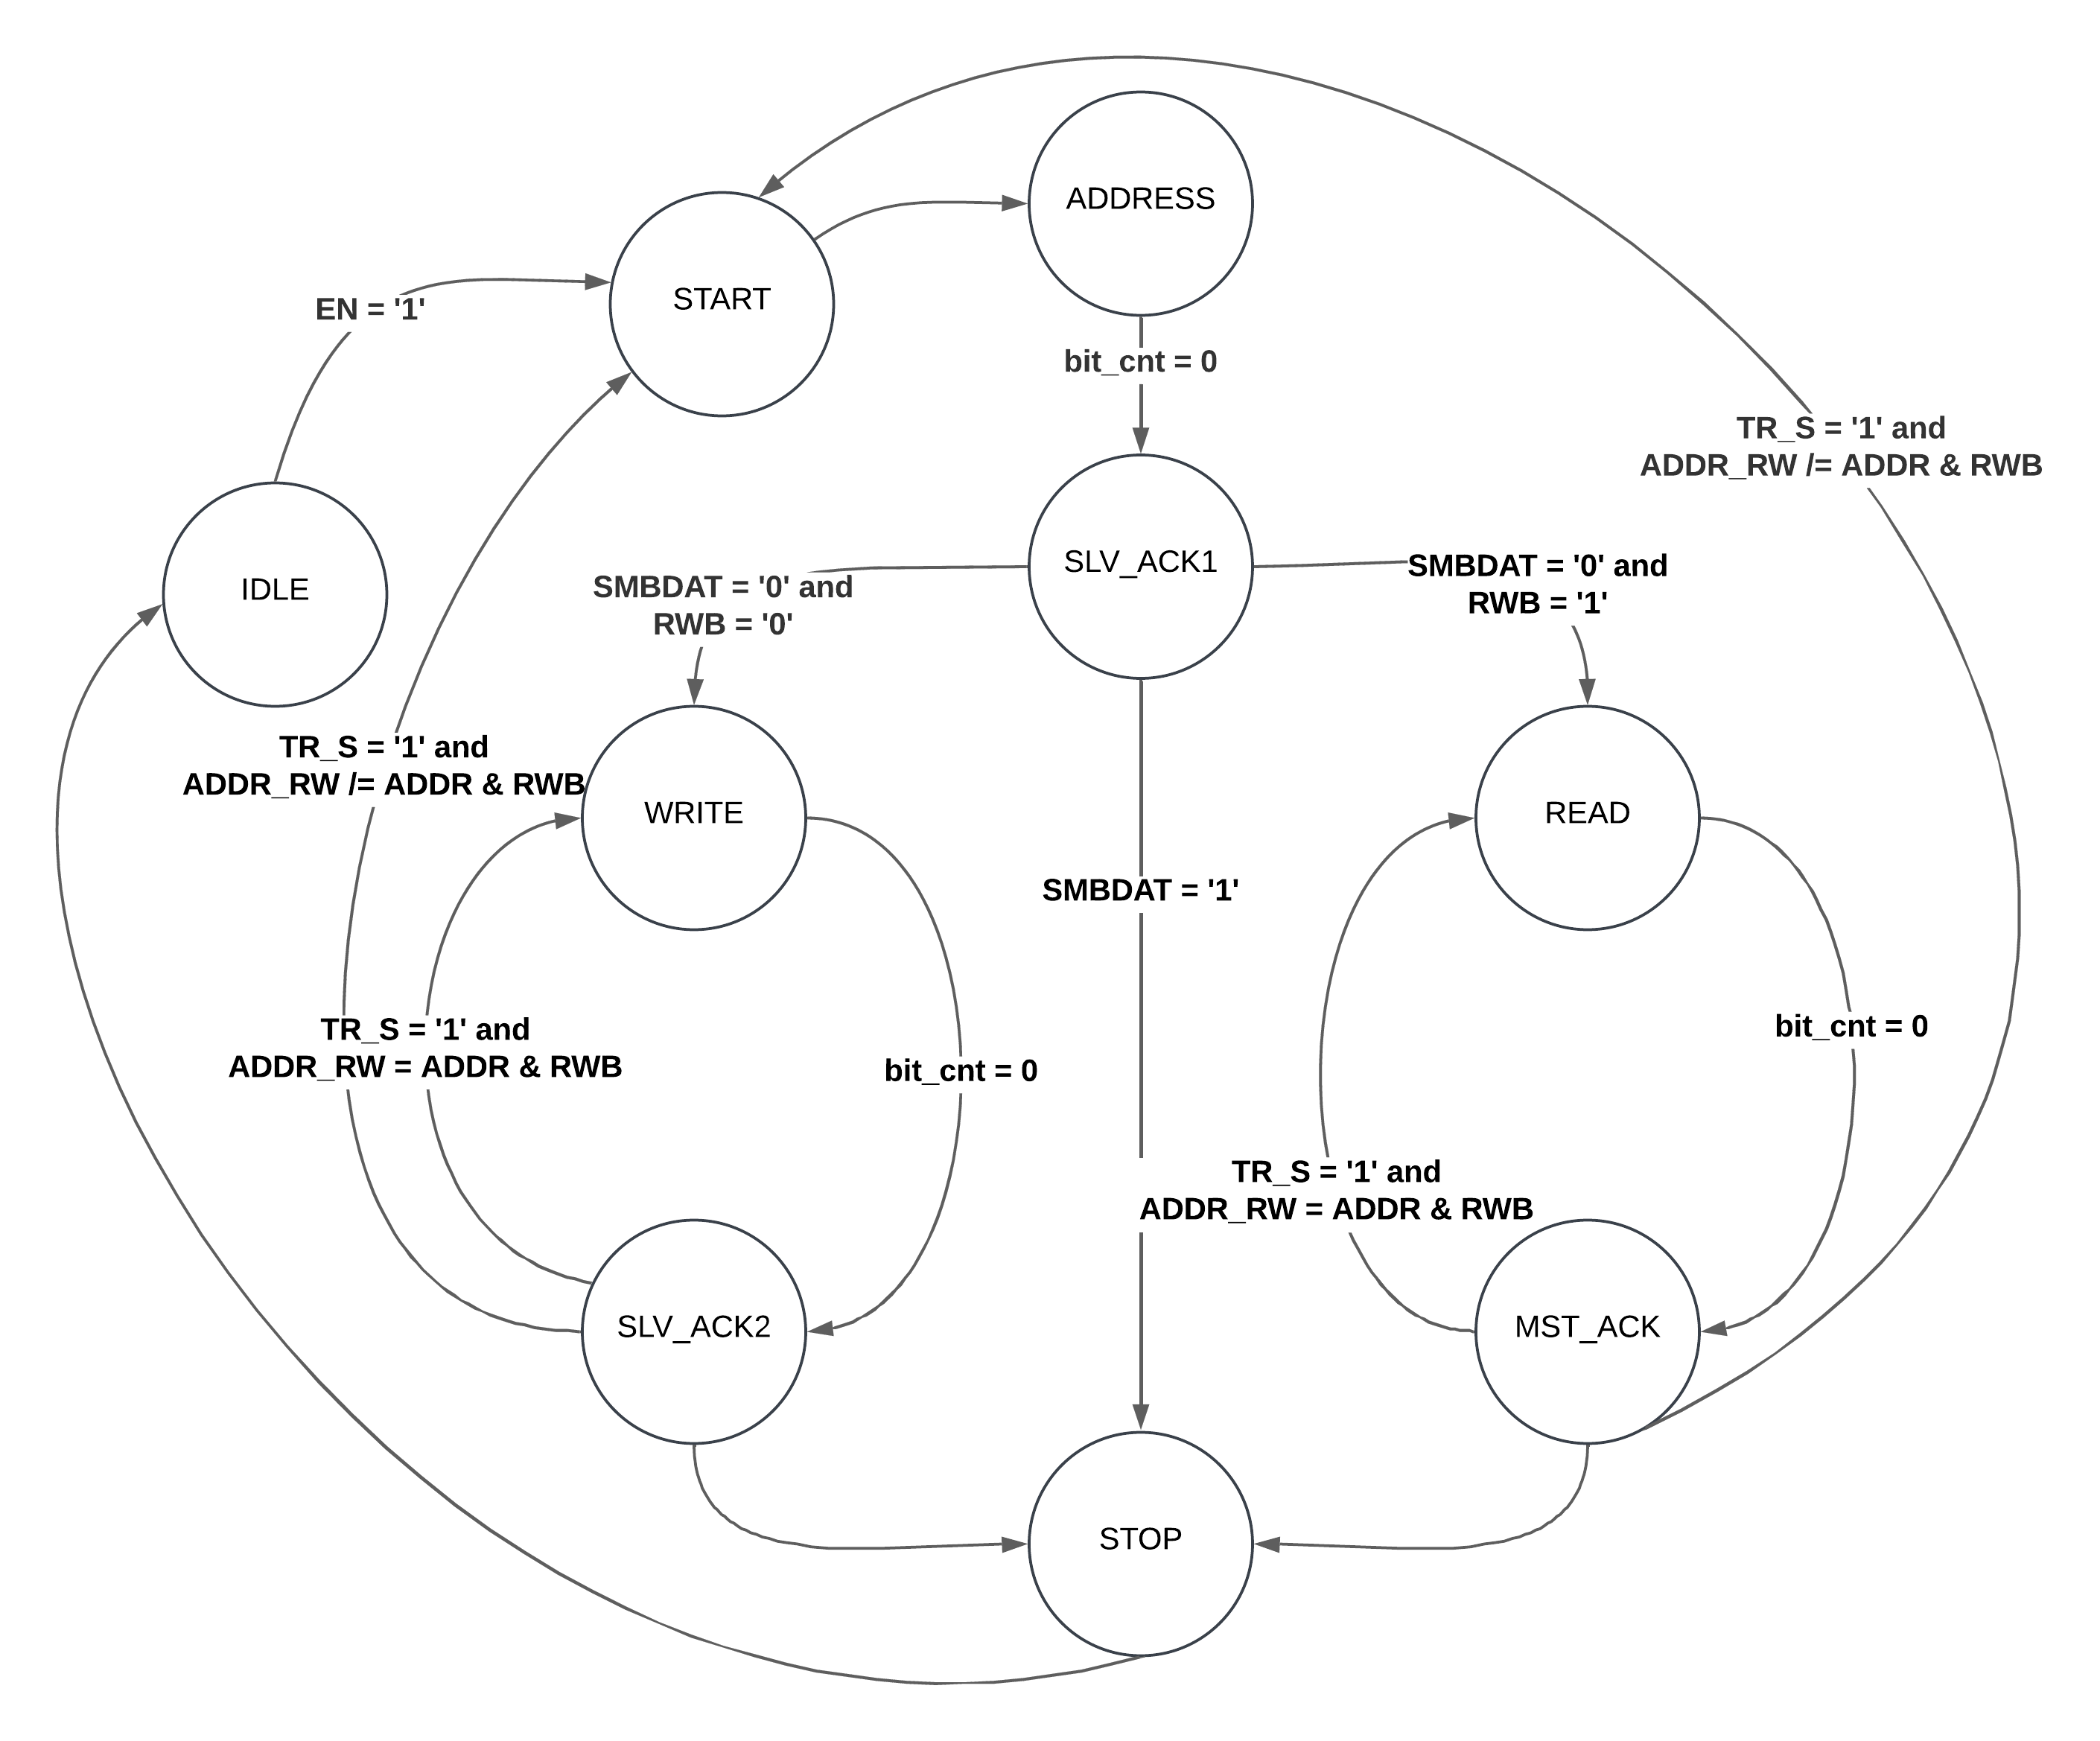 ADDRESS
START
EN = '1'
bit_cnt = 0
TR_S = '1' and
ADDR_RW /= ADDR & RWB
SLV_ACK1
IDLE
SMBDAT = '0' and
RWB = '0'
SMBDAT = '0' and
RWB = '1'
TR_S = '1' and
ADDR_RW /= ADDR & RWB
WRITE
READ
SMBDAT = '1'
TR_S = '1' and
ADDR_RW = ADDR & RWB
bit_cnt = 0
bit_cnt = 0
TR_S = '1' and
ADDR_RW = ADDR & RWB
SLV_ACK2
MST_ACK
STOP